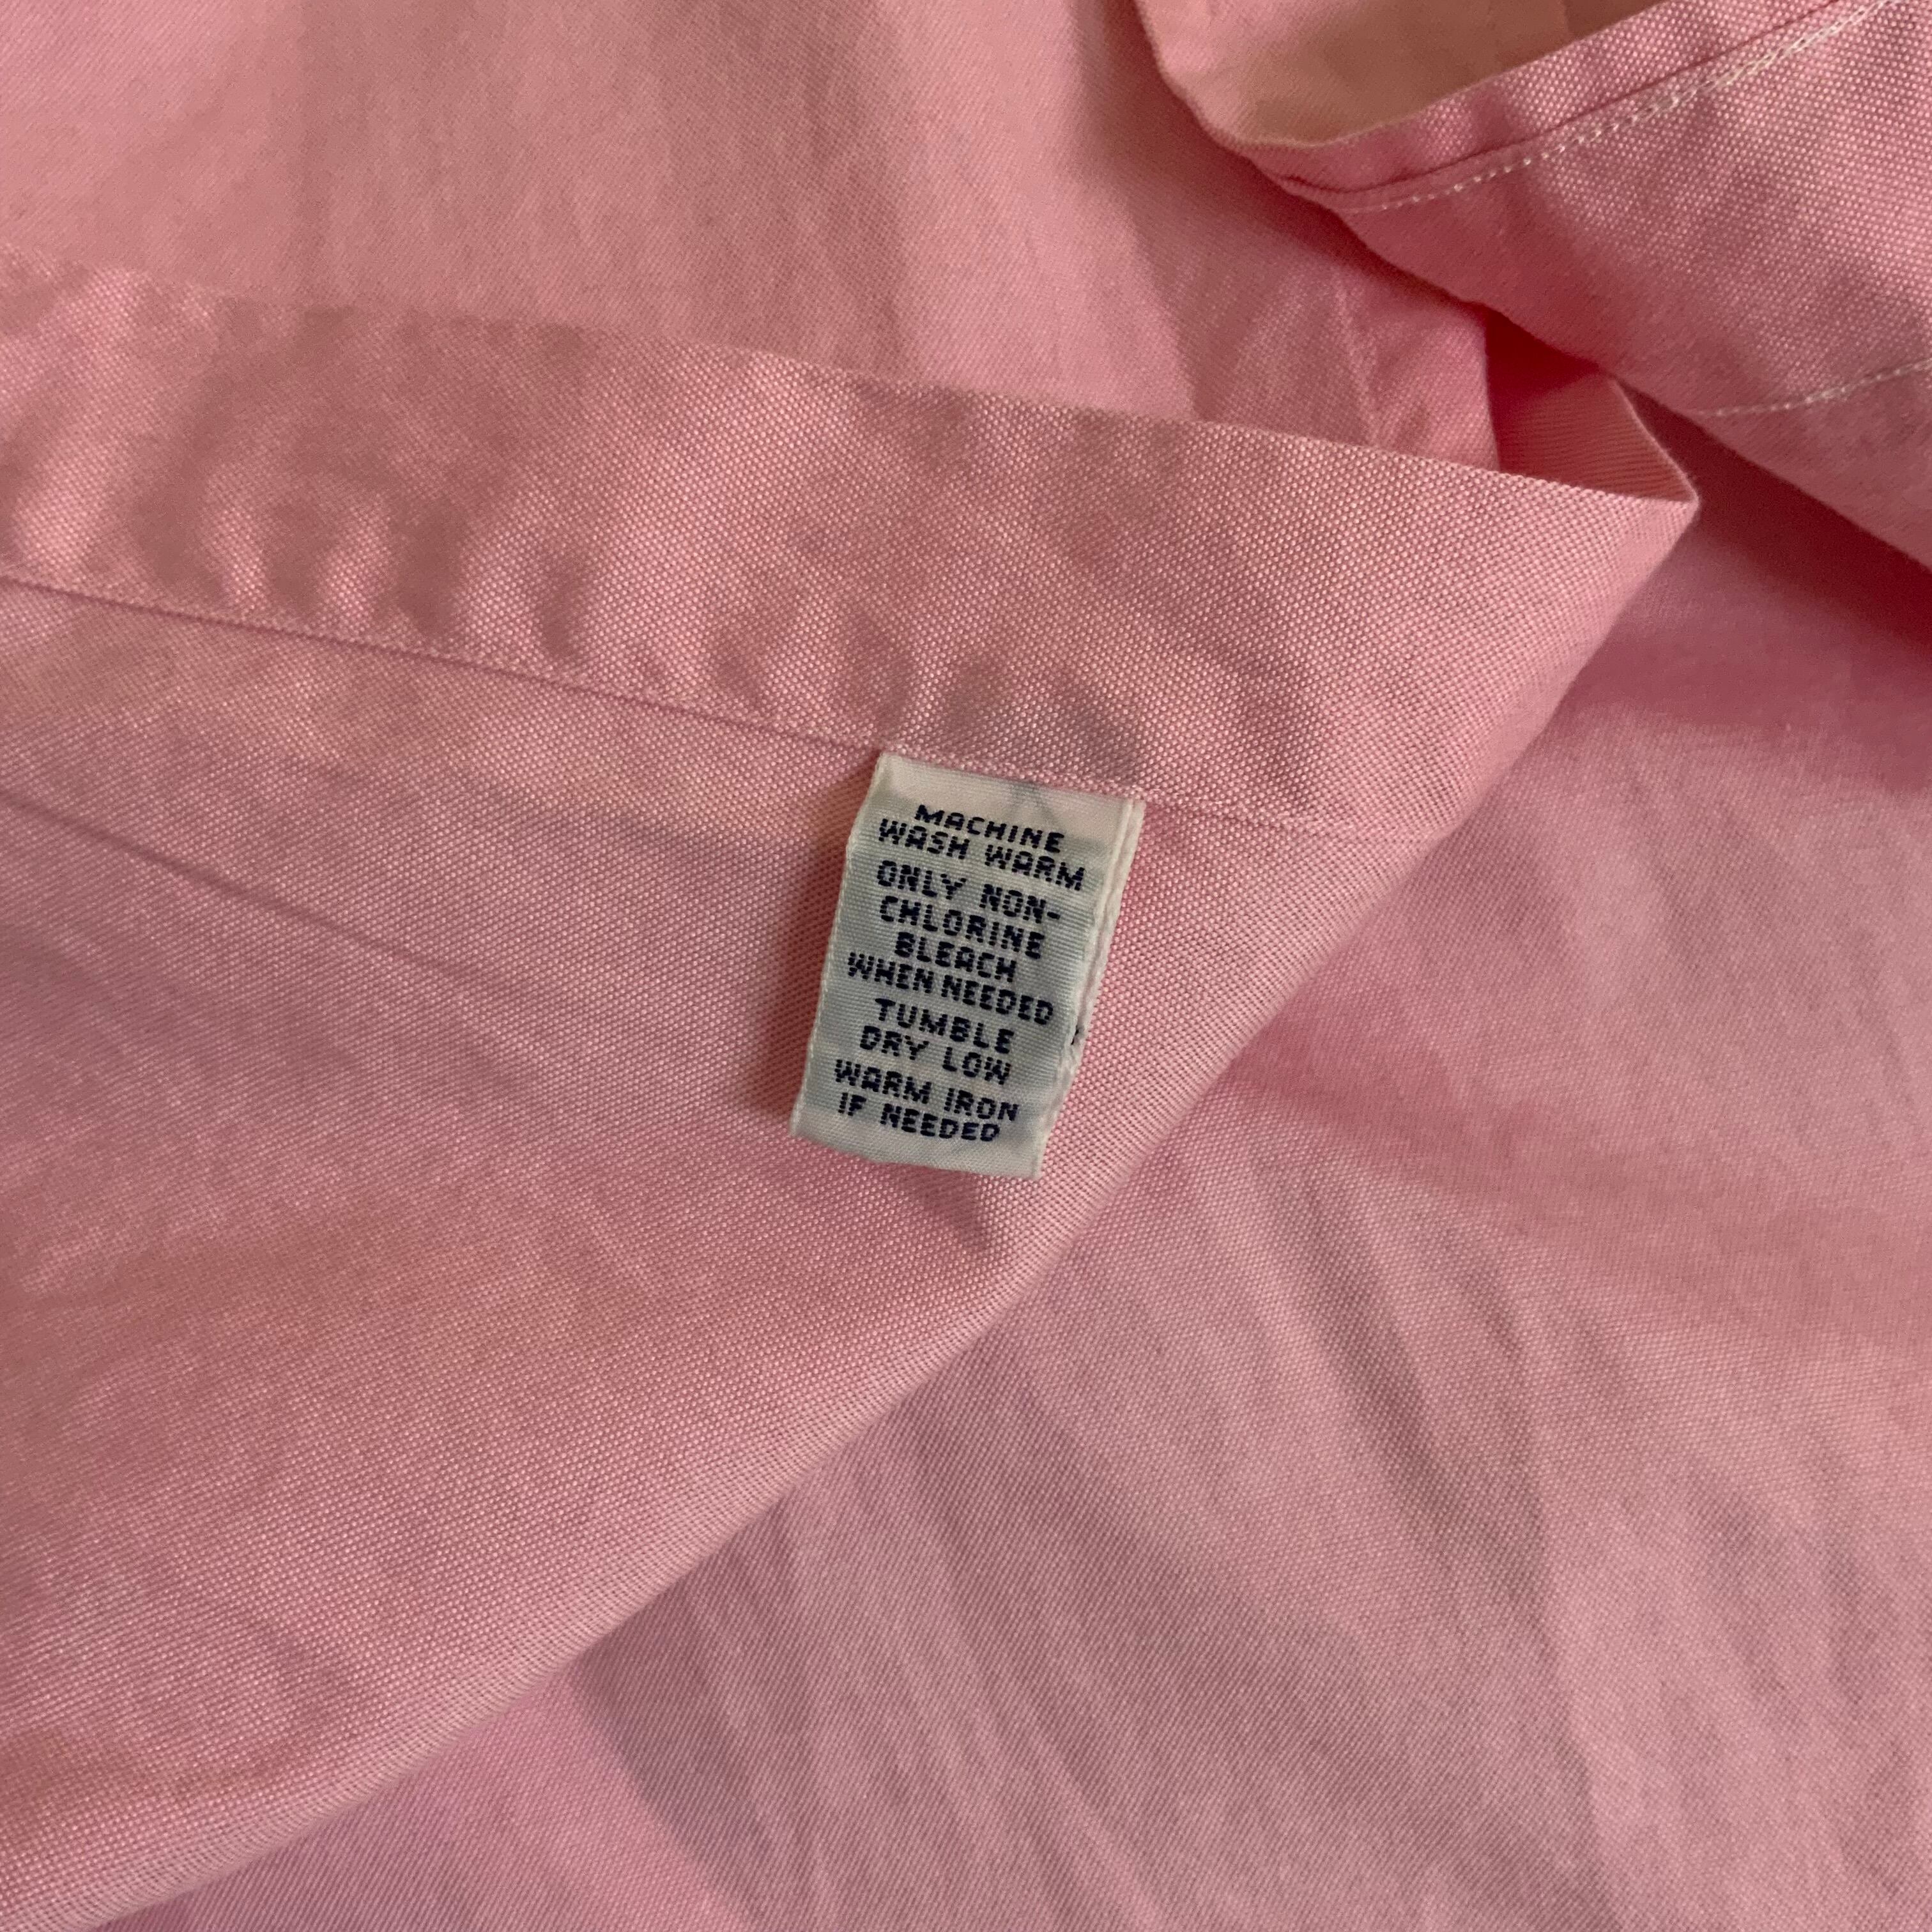 MACHINE
WASH WARM
ONLY NON-
CHLORINE
BLEACH
WHEN NEEDED
TUMBLE
DRY LOW
WARM IRON
IF NEEDED